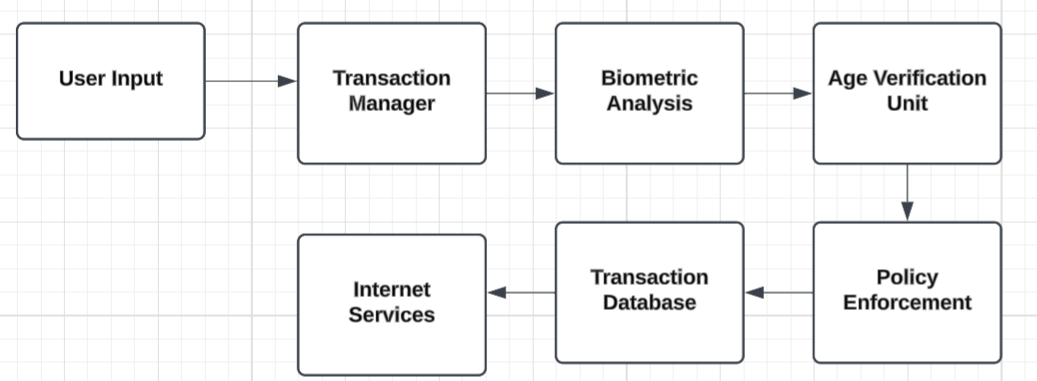 User Input
Transaction
Manager
Biometric
Analysis
Age Verification
Unit
Internet
Services
Transaction
Database
Policy
Enforcement